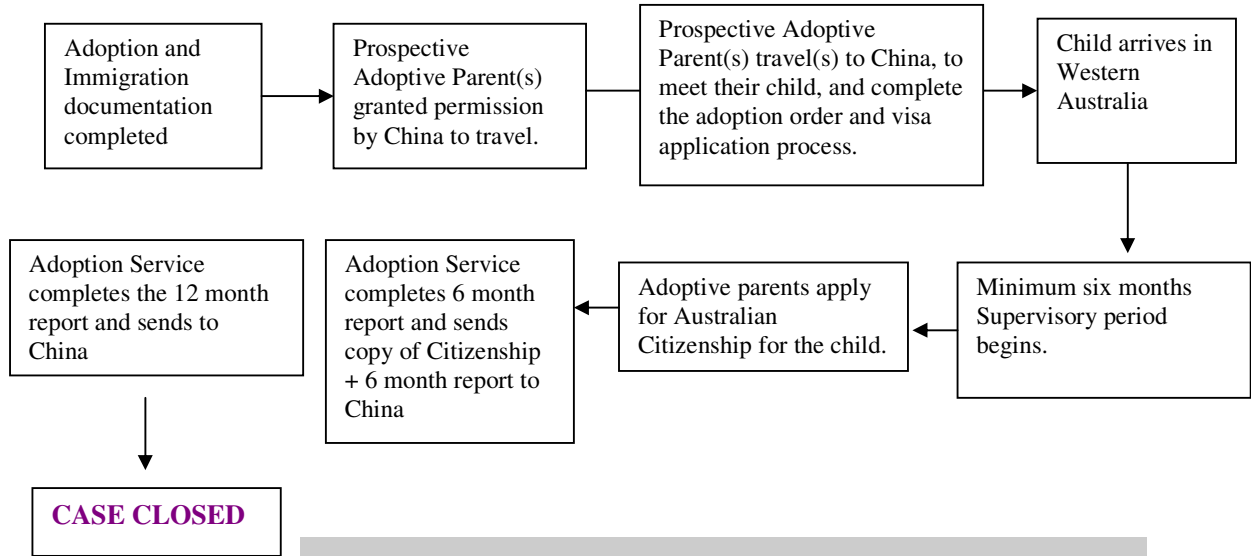 Adoption and
Immigration
documentation
completed
Prospective
Adoptive Parent(s)
granted permission
by China to travel.
Prospective Adoptive
Parent(s) travel(s) to China, to
meet their child, and complete
the adoption order and visa
application process.
Child arrives in
Western
Australia
Minimum six months
Supervisory period
begins.
Adoptive parents apply
for Australian
Citizenship for the child.
Adoption Service
completes 6 month
report and sends
copy of Citizenship
+ 6 month report to
China
Adoption Service
completes the 12 month
report and sends to
China
CASE CLOSED